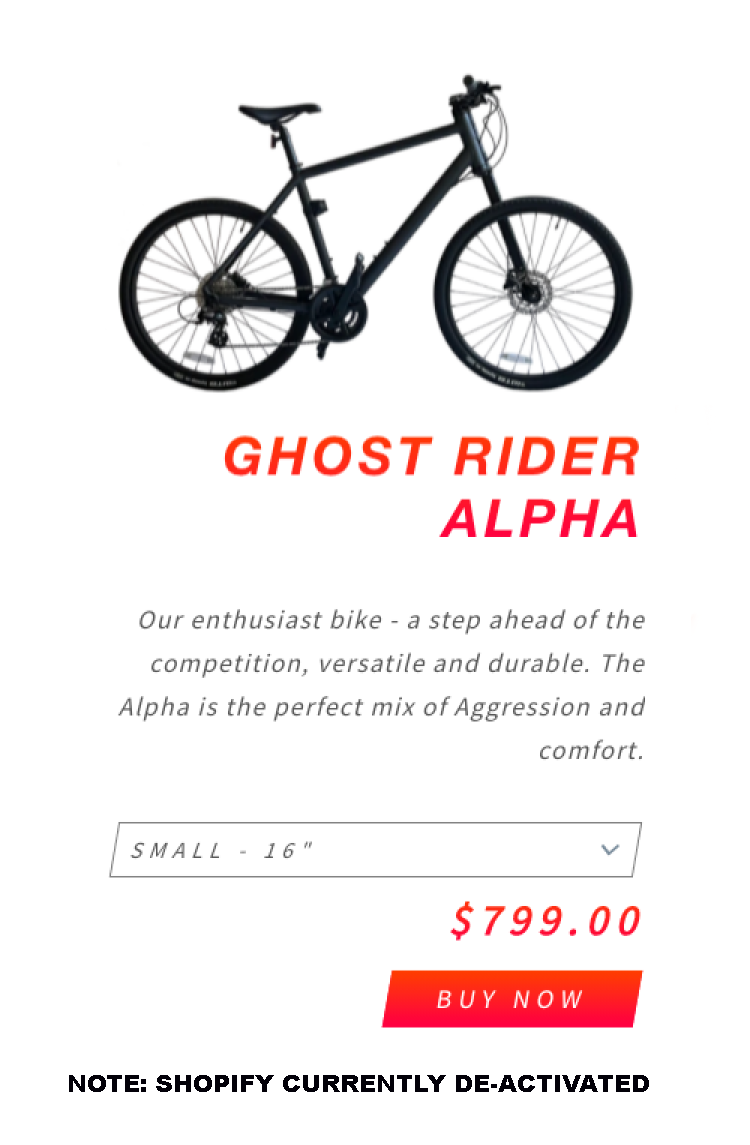 GHOST RIDER
ALPHA
Our enthusiast bike - a step ahead of the
competition, versatile and durable. The
Alpha is the perfect mix of Aggression and
comfort.
SMALL - 16"
$799.00
BUY NOW
NOTE: SHOPIFY CURRENTLY DE-ACTIVATED